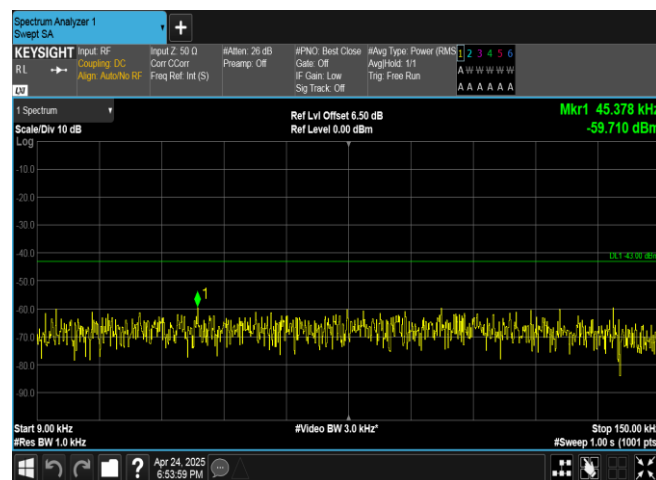 Spectrum Analyzer 1
Swept SA
+
KEYSIGHT Input: RF Input Z: 50 Ω #Atten: 26 dB #PNO: Best Close #Avg Type: Power (RMS 1 2 3 4 5 6
RL Coupling: DC Corr CCorr Preamp: Off Gate: Off Avg|Hold: 1/1 A W W W W W
Align: Auto/No RF Freq Ref: Int (S) IF Gain: Low Trig: Free Run
LXI Sig Track: Off A A A A A A
1 Spectrum
Scale/Div 10 dB
Ref Lvl Offset 6.50 dB
Ref Level 0.00 dBm
Mkr1 45.378 kHz
-59.710 dBm
Log
-10.0
-20.0
-30.0
-40.0
DL1 -43.00 dBm
-50.0
1
-60.0
-70.0
-80.0
-90.0
Start 9.00 kHz #Video BW 3.0 kHz* Stop 150.00 kHz
#Res BW 1.0 kHz #Sweep 1.00 s (1001 pts
? Apr 24, 2025
6:53:59 PM